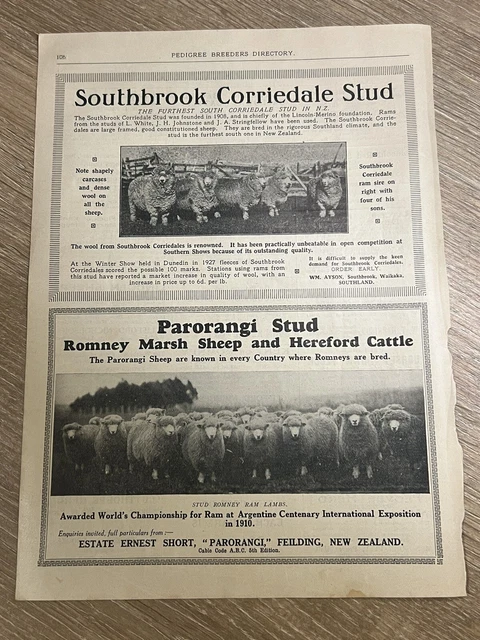 10b
PEDIGREE BREEDERS DIRECTORY.
Southbrook Corriedale Stud
THE FURTHEST SOUTH CORRIEDALE STUD IN N.Z.
The Southbrook Corriedale Stud was founded in 1908, and is chiefly of the Lincoln-Merino foundation. Rams
from the studs of L. White, J. H. Johnstone and J. A. Stringfellow have been used. The Southbrook Corrie-
dales are large framed, good constitutioned sheep. They are bred in the rigorous Southland climate, and the
stud is the furthest south one in New Zealand.
Note shapely
carcases
and dense
wool on
all the
sheep.
Southbrook
Corriedale
ram sire on
right with
four of his
sons.
The wool from Southbrook Corriedales is renowned. It has been practically unbeatable in open competition at
Southern Shows because of its outstanding quality.
At the Winter Show held in Dunedin in 1927 fleeces of Southbrook
Corriedales scored the possible 100 marks. Stations using rams from
this stud have reported a market increase in quality of wool, with an
increase in price up to 6d. per lb.
It is difficult to supply the keen
demand for Southbrook Corriedales.
ORDER EARLY.
WM. AYSON, Southbrook, Waikaka,
SOUTHLAND.
Parorangi Stud
Romney Marsh Sheep and Hereford Cattle
The Parorangi Sheep are known in every Country where Romneys are bred.
STUD ROMNEY RAM LAMBS.
Awarded World's Championship for Ram at Argentine Centenary International Exposition
in 1910.
Enquiries invited, full particulars from :—
ESTATE ERNEST SHORT, "PARORANGI," FEILDING, NEW ZEALAND.
Cable Code A.B.C. 5th Edition.